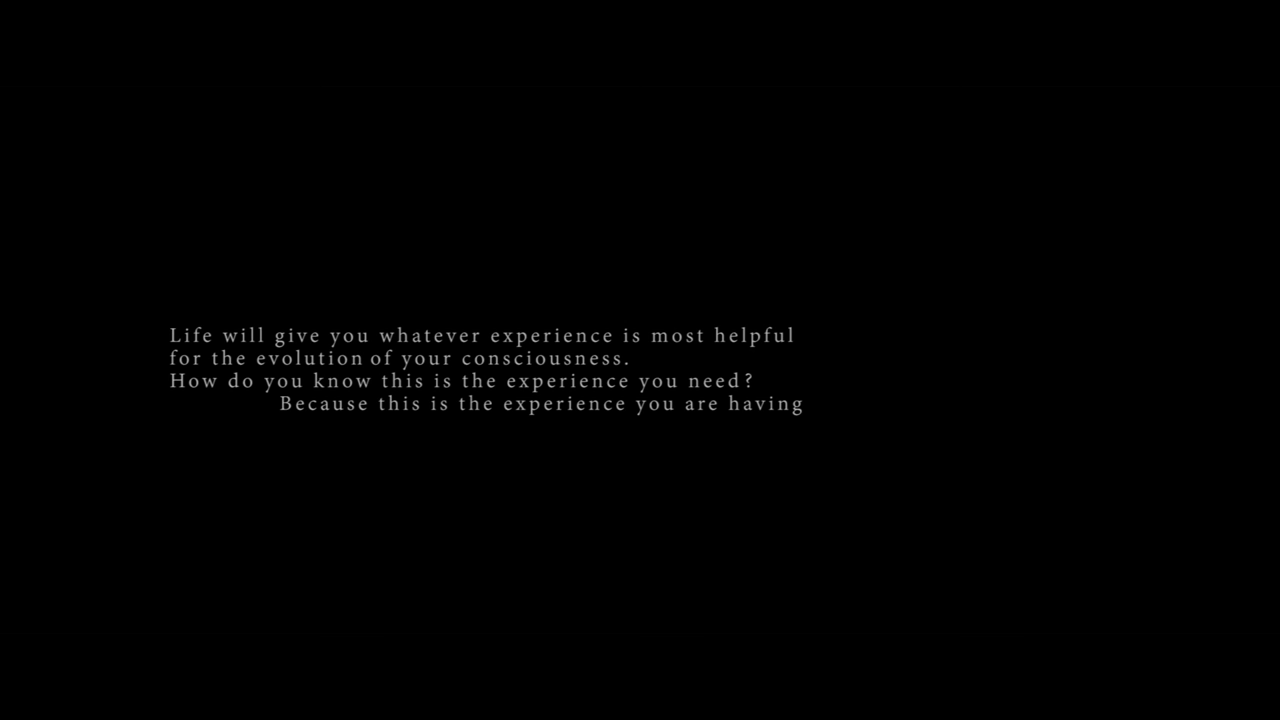 Life will give you whatever experience is most helpful
for the evolution of your consciousness.
How do you know this is the experience you need?
Because this is the experience you are having